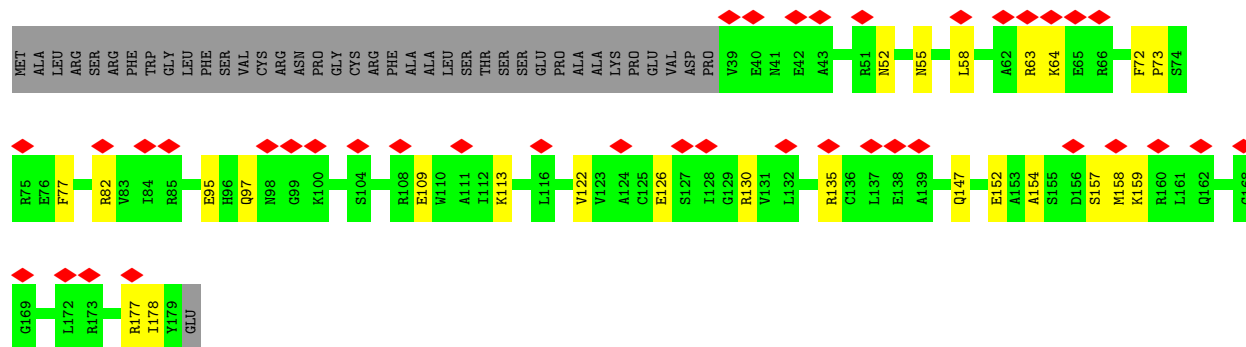 MET ALA LEU ARG SER ARG PHE TRP GLY LEU PHE SER VAL CYS ARG ASN PRO GLY CYS ARG PHE ALA ALA LEU SER THR SER SER GLU PRO ALA ALA LYS PRO GLU VAL ASP PRO V39 E40 N41 E42 A43 R51 N52 N55 L58 A62 R63 K64 E65 R66 F72 P73 S74
R75 E76 F77 R82 V83 I84 R85 E95 H96 Q97 N98 G99 K100 S104 R108 E109 W110 A111 I112 K113 L116 V122 V123 A124 C125 E126 S127 I128 G129 R130 V131 L132 R135 C136 L137 E138 A139 Q147 E152 A153 A154 S155 D156 S157 M158 K159 R160 L161 Q162 G168
G169 L172 R173 R177 I178 Y179 GLU